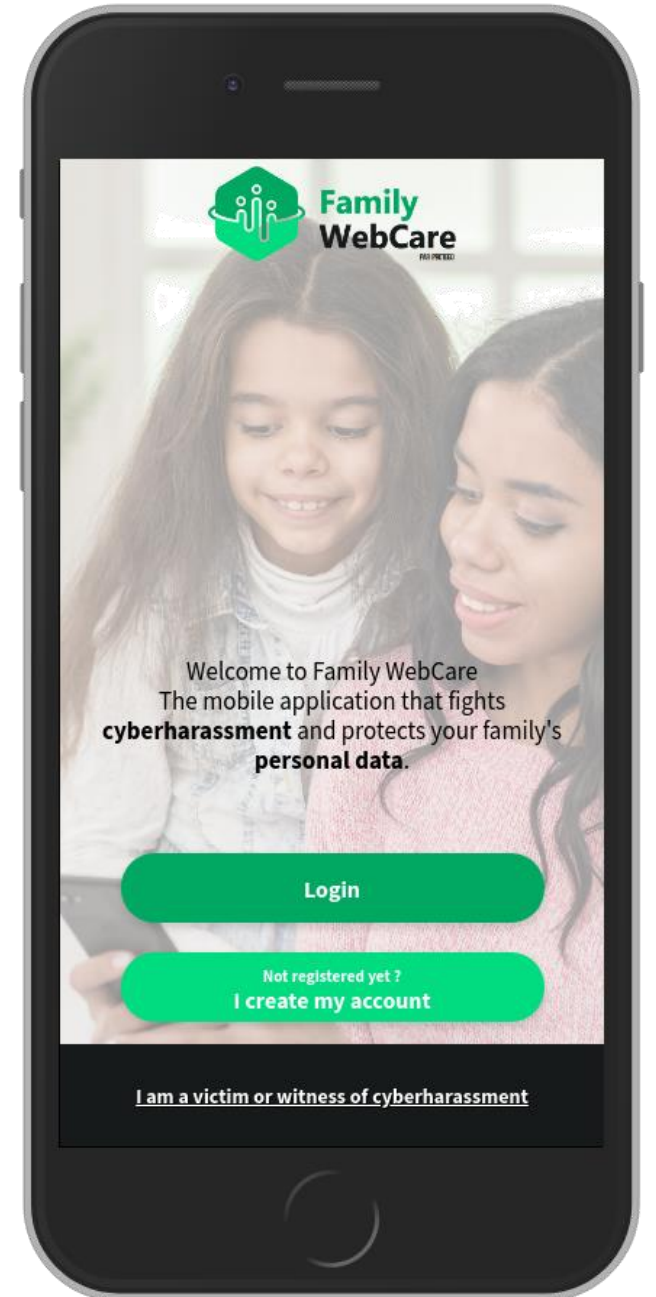 Family
WebCare
Welcome to Family WebCare
The mobile application that fights
cyberharassment and protects your family's
personal data.
Login
Not registered yet ?
I create my account
I am a victim or witness of cyberharassment